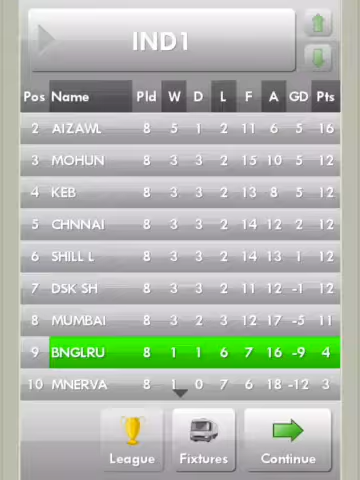 IND1
Pos Name Pld W D L F A GD Pts
2 AIZAWL 8 5 1 2 11 6 5 16
3 MOHUN 8 3 3 2 15 10 5 12
4 KEB 8 3 3 2 13 8 5 12
5 CHNNAI 8 3 3 2 14 12 2 12
6 SHILL L 8 3 3 2 14 13 1 12
7 DSK SH 8 3 3 2 11 12 -1 12
8 MUMBAI 8 3 2 3 12 17 -5 11
9 BNGLRU 8 1 1 6 7 16 -9 4
10 MNERVA 8 1 0 7 6 18 -12 3
League Fixtures Continue